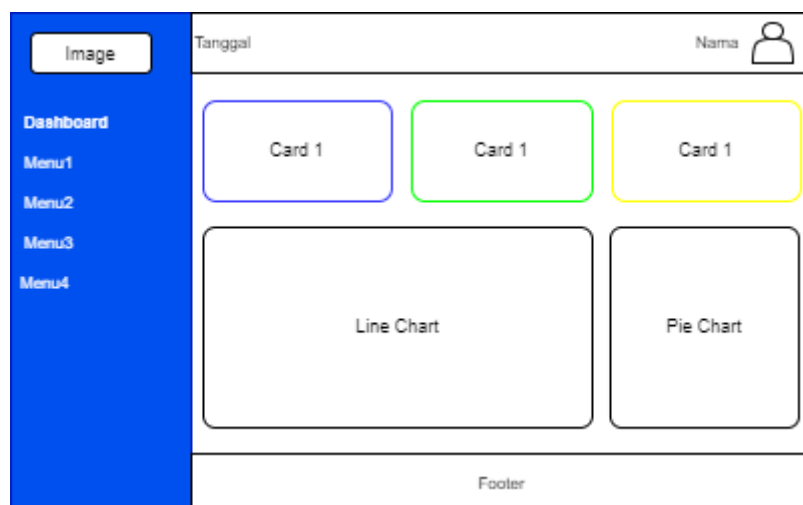 Image
Dashboard
Menu1
Menu2
Menu3
Menu4
Tanggal
Nama
Card 1
Card 1
Card 1
Line Chart
Pie Chart
Footer